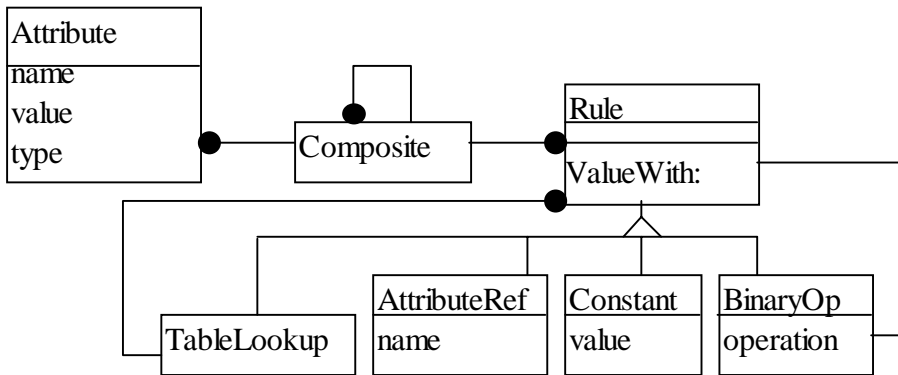 Attribute
name
value
type
Composite
Rule
ValueWith:
TableLookup
AttributeRef
name
Constant
value
BinaryOp
operation